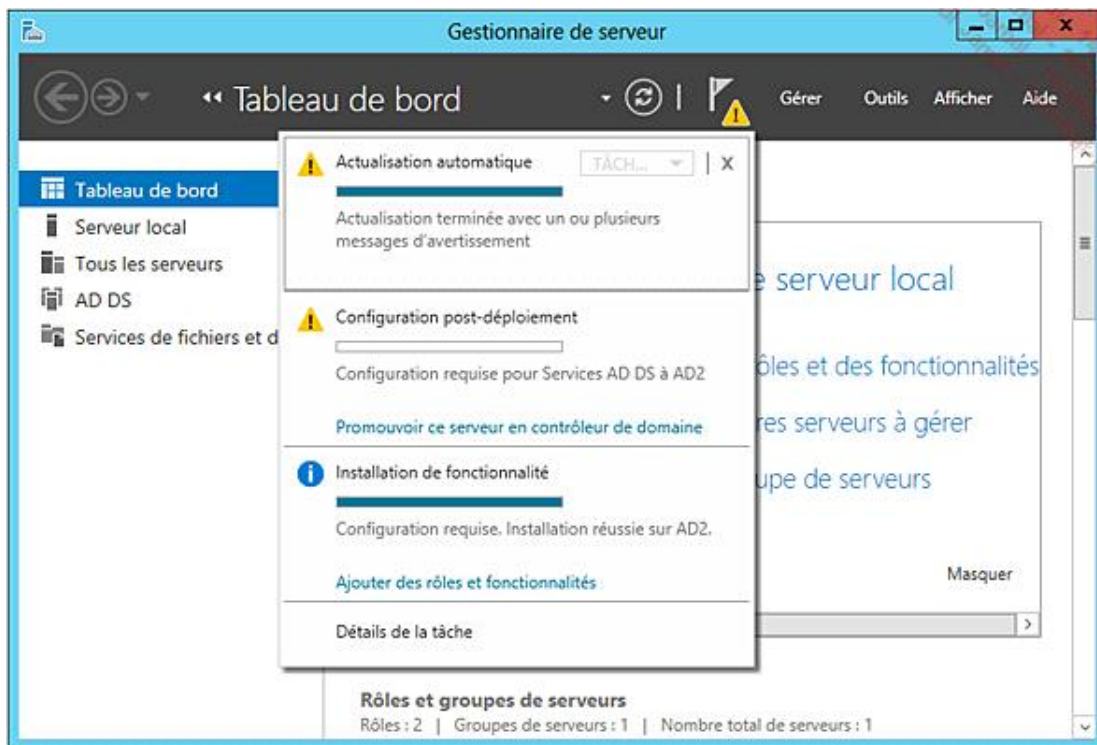 Gestionnaire de serveur
Tableau de bord
Gérer Outils Afficher Aide
Tableau de bord
Serveur local
Tous les serveurs
AD DS
Services de fichiers et d
Actualisation automatique
TÂCH...
X
Actualisation terminée avec un ou plusieurs
messages d'avertissement
Configuration post-déploiement
Configuration requise pour Services AD DS à AD2
Promouvoir ce serveur en contrôleur de domaine
Installation de fonctionnalité
Configuration requise. Installation réussie sur AD2.
Ajouter des rôles et fonctionnalités
Détails de la tâche
e serveur local
ôles et des fonctionnalités
res serveurs à gérer
upe de serveurs
Masquer
Rôles et groupes de serveurs
Rôles : 2 | Groupes de serveurs : 1 | Nombre total de serveurs : 1